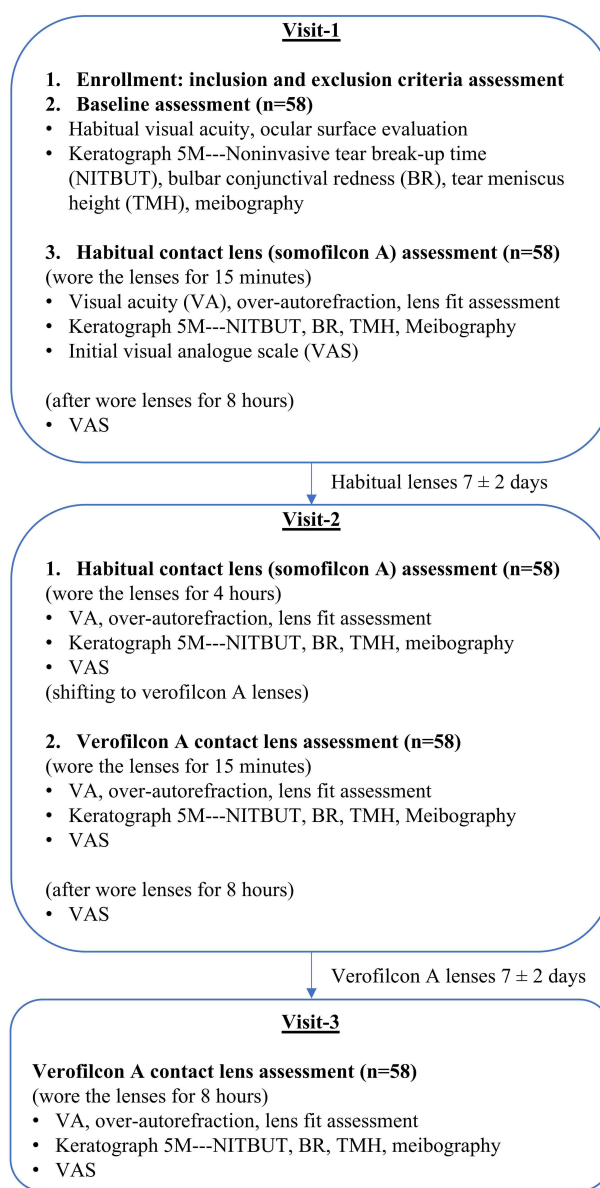 Visit-1
1. Enrollment: inclusion and exclusion criteria assessment
2. Baseline assessment (n=58)
• Habitual visual acuity, ocular surface evaluation
• Keratograph 5M---Noninvasive tear break-up time
(NITBUT), bulbar conjunctival redness (BR), tear meniscus
height (TMH), meibography
3. Habitual contact lens (somofilcon A) assessment (n=58)
(wore the lenses for 15 minutes)
• Visual acuity (VA), over-autorefraction, lens fit assessment
• Keratograph 5M---NITBUT, BR, TMH, Meibography
• Initial visual analogue scale (VAS)
(after wore lenses for 8 hours)
• VAS
Habitual lenses 7 ± 2 days
Visit-2
1. Habitual contact lens (somofilcon A) assessment (n=58)
(wore the lenses for 4 hours)
• VA, over-autorefraction, lens fit assessment
• Keratograph 5M---NITBUT, BR, TMH, meibography
• VAS
(shifting to verofilcon A lenses)
2. Verofilcon A contact lens assessment (n=58)
(wore the lenses for 15 minutes)
• VA, over-autorefraction, lens fit assessment
• Keratograph 5M---NITBUT, BR, TMH, Meibography
• VAS
(after wore lenses for 8 hours)
• VAS
Verofilcon A lenses 7 ± 2 days
Visit-3
Verofilcon A contact lens assessment (n=58)
(wore the lenses for 8 hours)
• VA, over-autorefraction, lens fit assessment
• Keratograph 5M---NITBUT, BR, TMH, meibography
• VAS